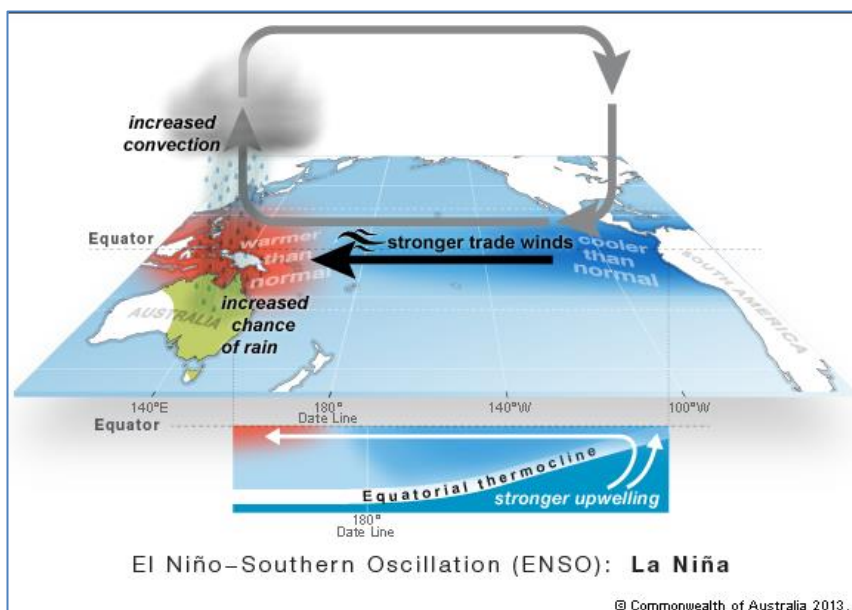 increased
convection
Equator
warmer
than
normal
stronger trade winds
cooler
than
normal
SOUTH AMERICA
AUSTRALIA
increased
chance
of rain
140°E
180°
Date Line
140°W
100°W
Equator
Equatorial thermocline
stronger upwelling
180°
Date Line
El Niño–Southern Oscillation (ENSO): La Niña
© Commonwealth of Australia 2013.